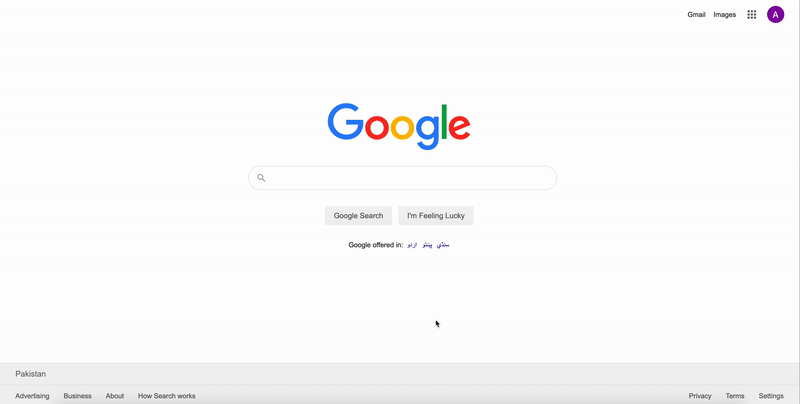 Gmail Images A
Google
Google Search I'm Feeling Lucky
Google offered in: اردو پښتو سنڌي
Pakistan
Advertising Business About How Search works Privacy Terms Settings